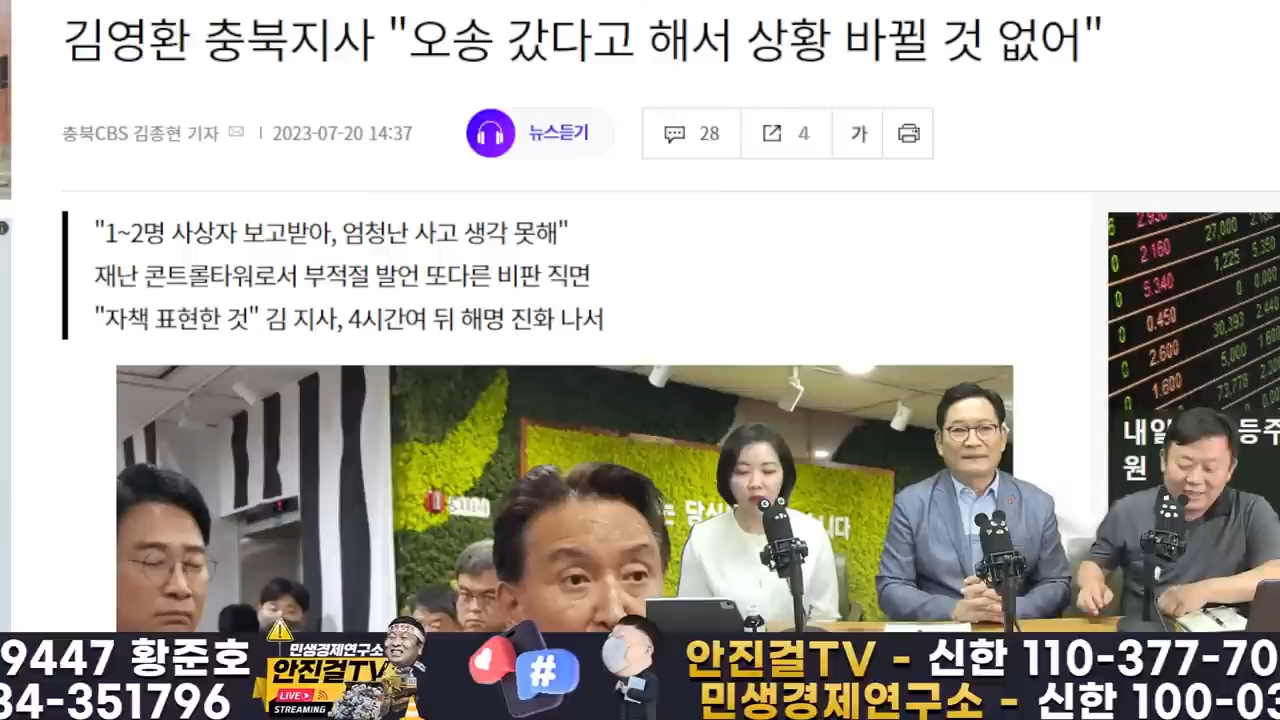 김영환 충북지사 "오송 갔다고 해서 상황 바뀔 것 없어"
충북CBS 김종현 기자
2023-07-20 14:37
뉴스듣기
28
4
가
"1~2명 사상자 보고받아, 엄청난 사고 생각 못해"
재난 콘트롤타워로서 부적절 발언 또다른 비판 직면
"자책 표현한 것" 김 지사, 4시간여 뒤 해명 진화 나서
27,000
2.160
1,225
5.350
5.340
0.450
30,393
2.600
5,000
1.600
73,778
등주
원
9447 황준호
34-351796
민생경제연구소
안진걸TV
LIVE
STREAMING
#
안진걸TV - 신한 110-377-70
민생경제연구소 - 신한 100-03